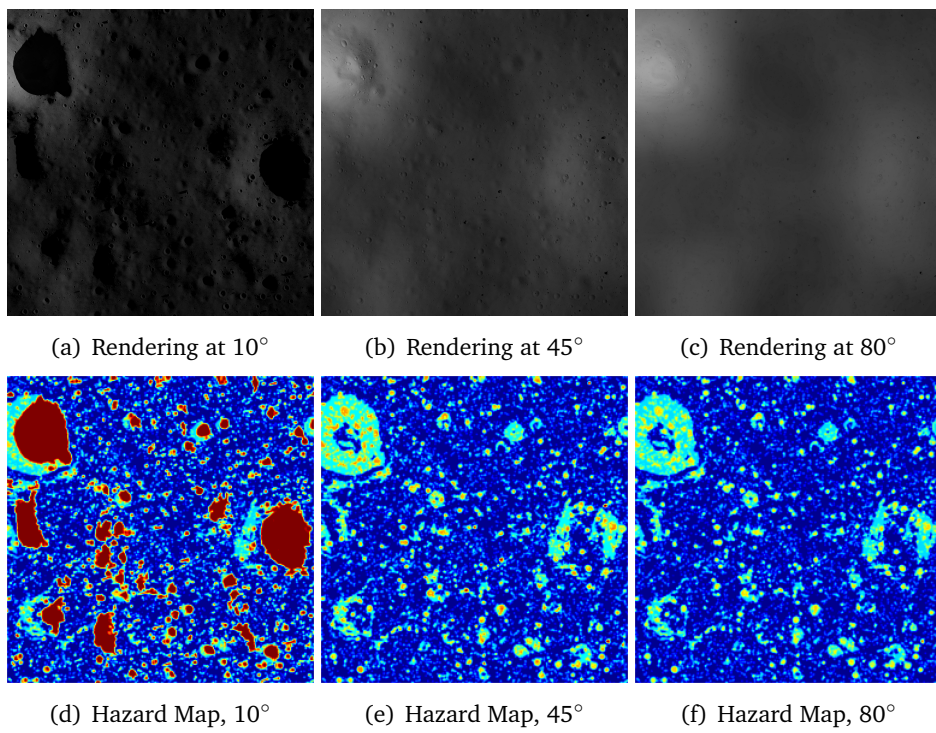 (a) Rendering at 10°
(b) Rendering at 45°
(c) Rendering at 80°
(d) Hazard Map, 10°
(e) Hazard Map, 45°
(f) Hazard Map, 80°